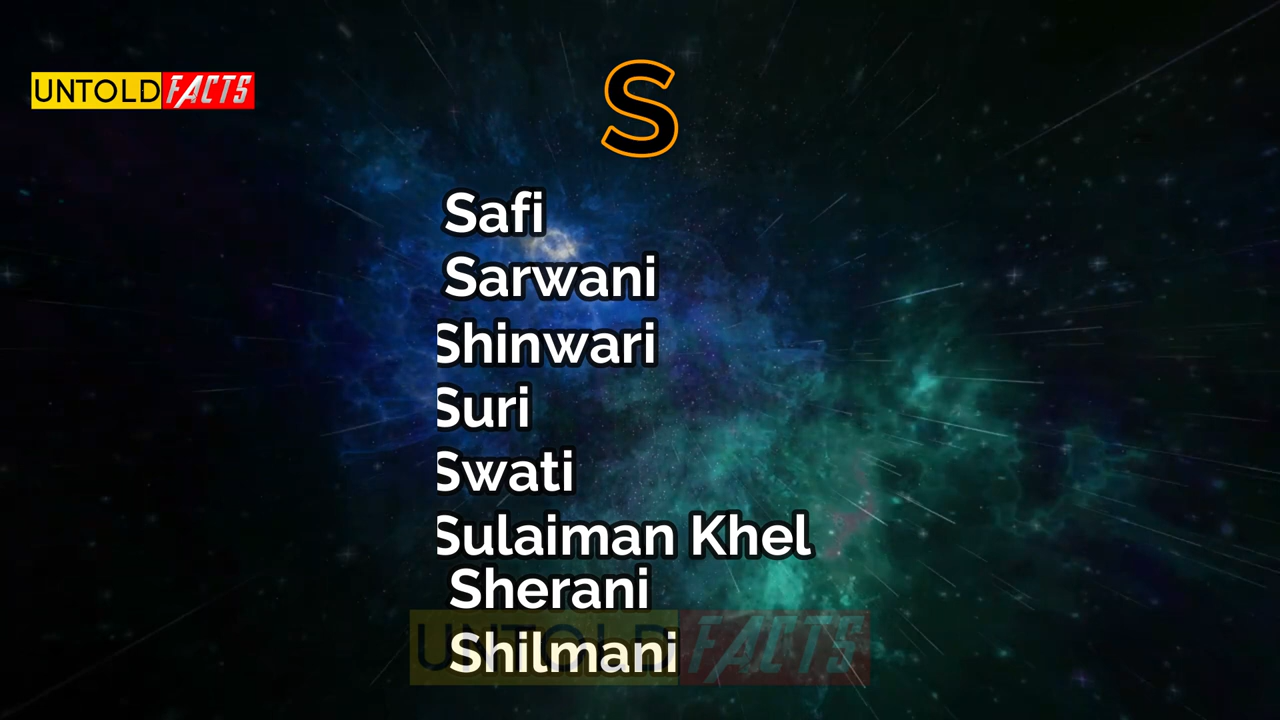 UNTOLD FACTS
S
Safi
Sarwani
Shinwari
Suri
Swati
Sulaiman Khel
Sherani
Shilmani
UNTOLD FACTS